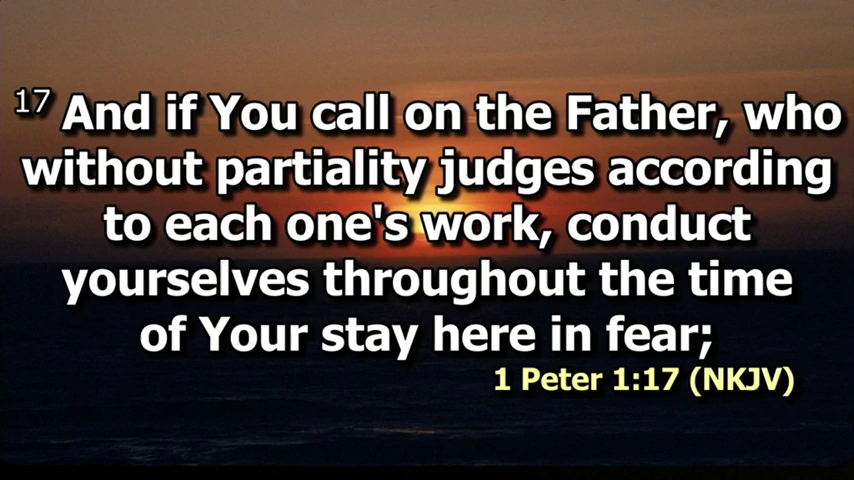 17 And if You call on the Father, who
without partiality judges according
to each one's work, conduct
yourselves throughout the time
of Your stay here in fear;
1 Peter 1:17 (NKJV)